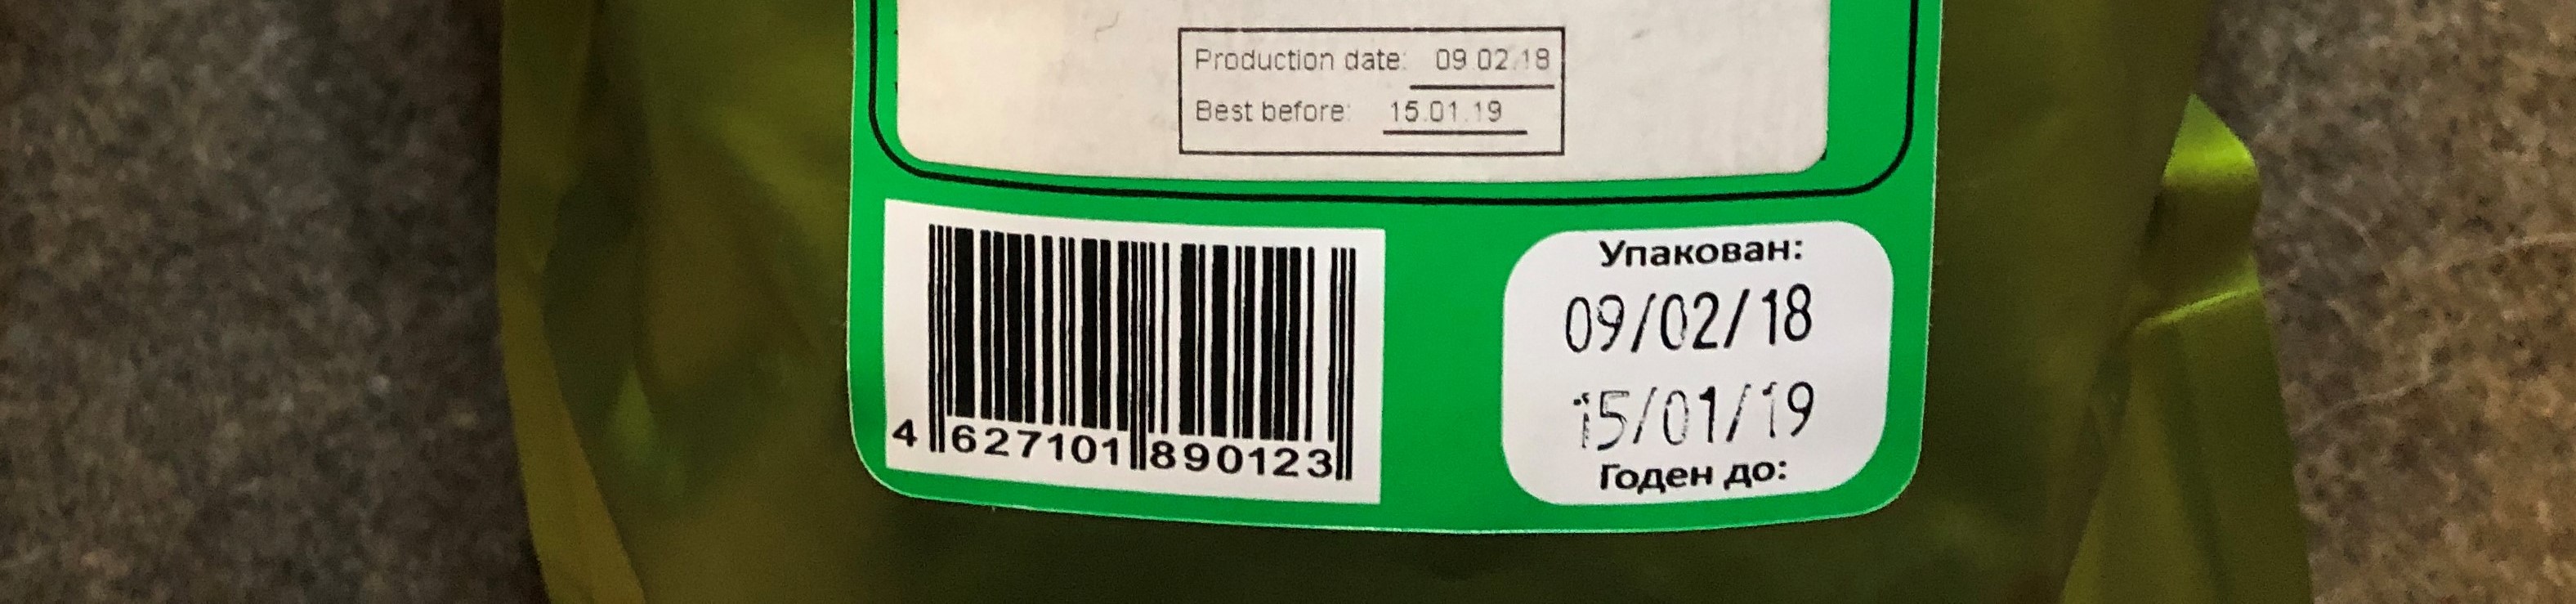 Production date: 09.02.18
Best before: 15.01.19
4 627101 890123
Упакован:
09/02/18
15/01/19
Годен до: